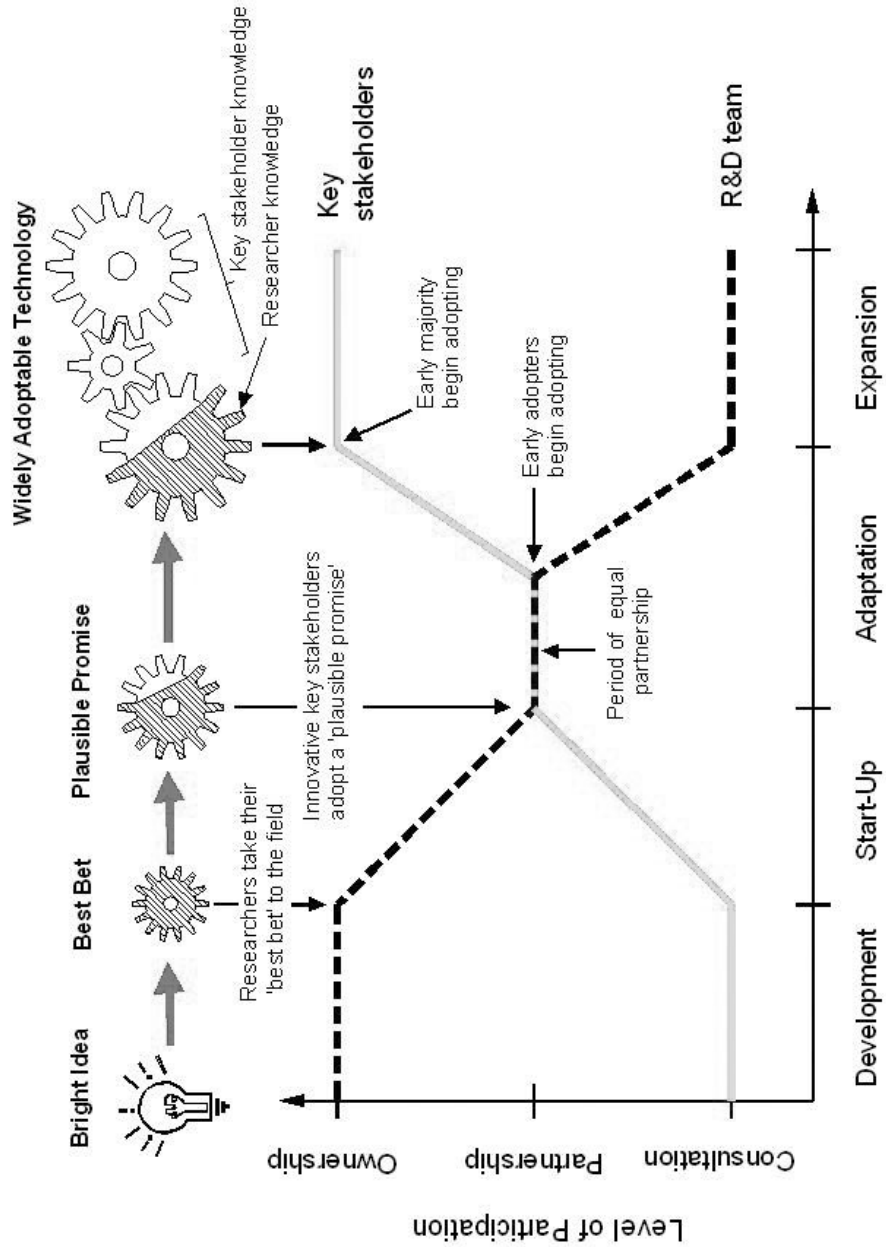 Bright Idea
Best Bet
Plausible Promise
Widely Adoptable Technology
Key stakeholder knowledge
Researcher knowledge
Researchers take their
'best bet' to the field
Innovative key stakeholders
adopt a 'plausible promise'
Level of Participation
Ownership
Partnership
Consultation
Early majority
begin adopting
Key
stakeholders
Early adopters
begin adopting
Period of equal
partnership
R&D team
Development
Start-Up
Adaptation
Expansion